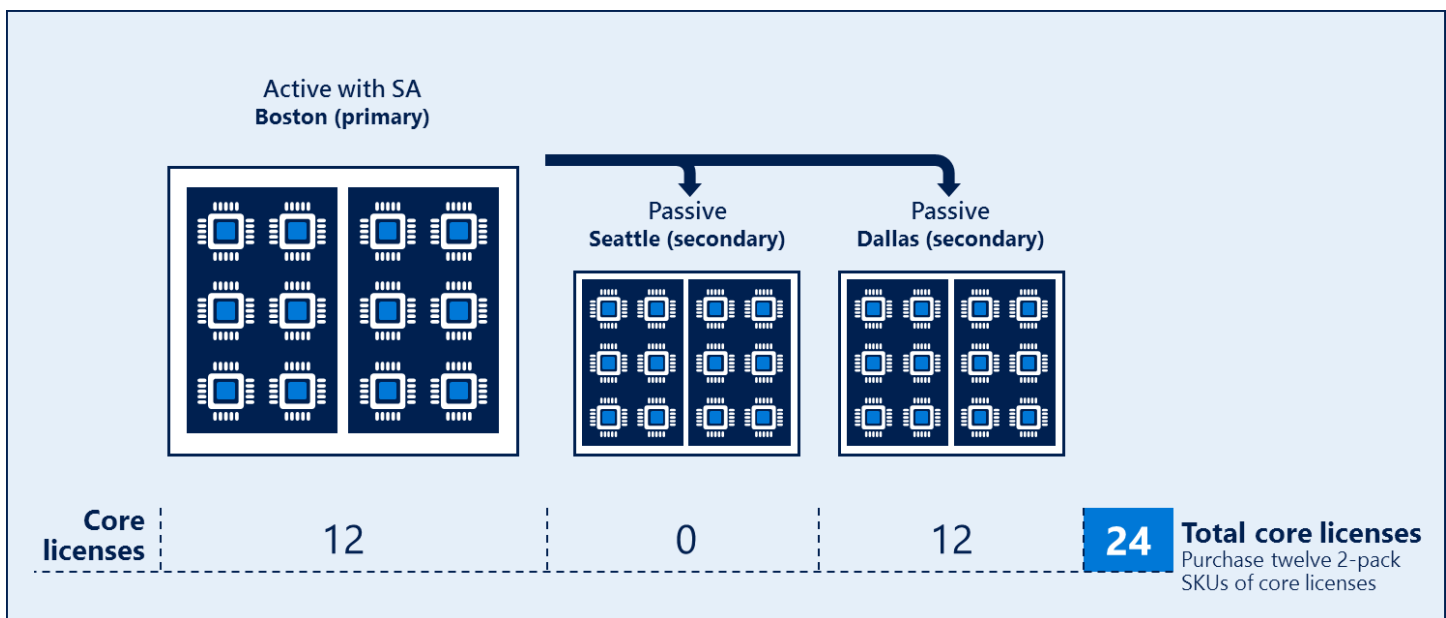 Active with SA
Boston (primary)
Passive
Seattle (secondary)
Passive
Dallas (secondary)
Core
licenses
12
0
12
24
Total core licenses
Purchase twelve 2-pack
SKUs of core licenses